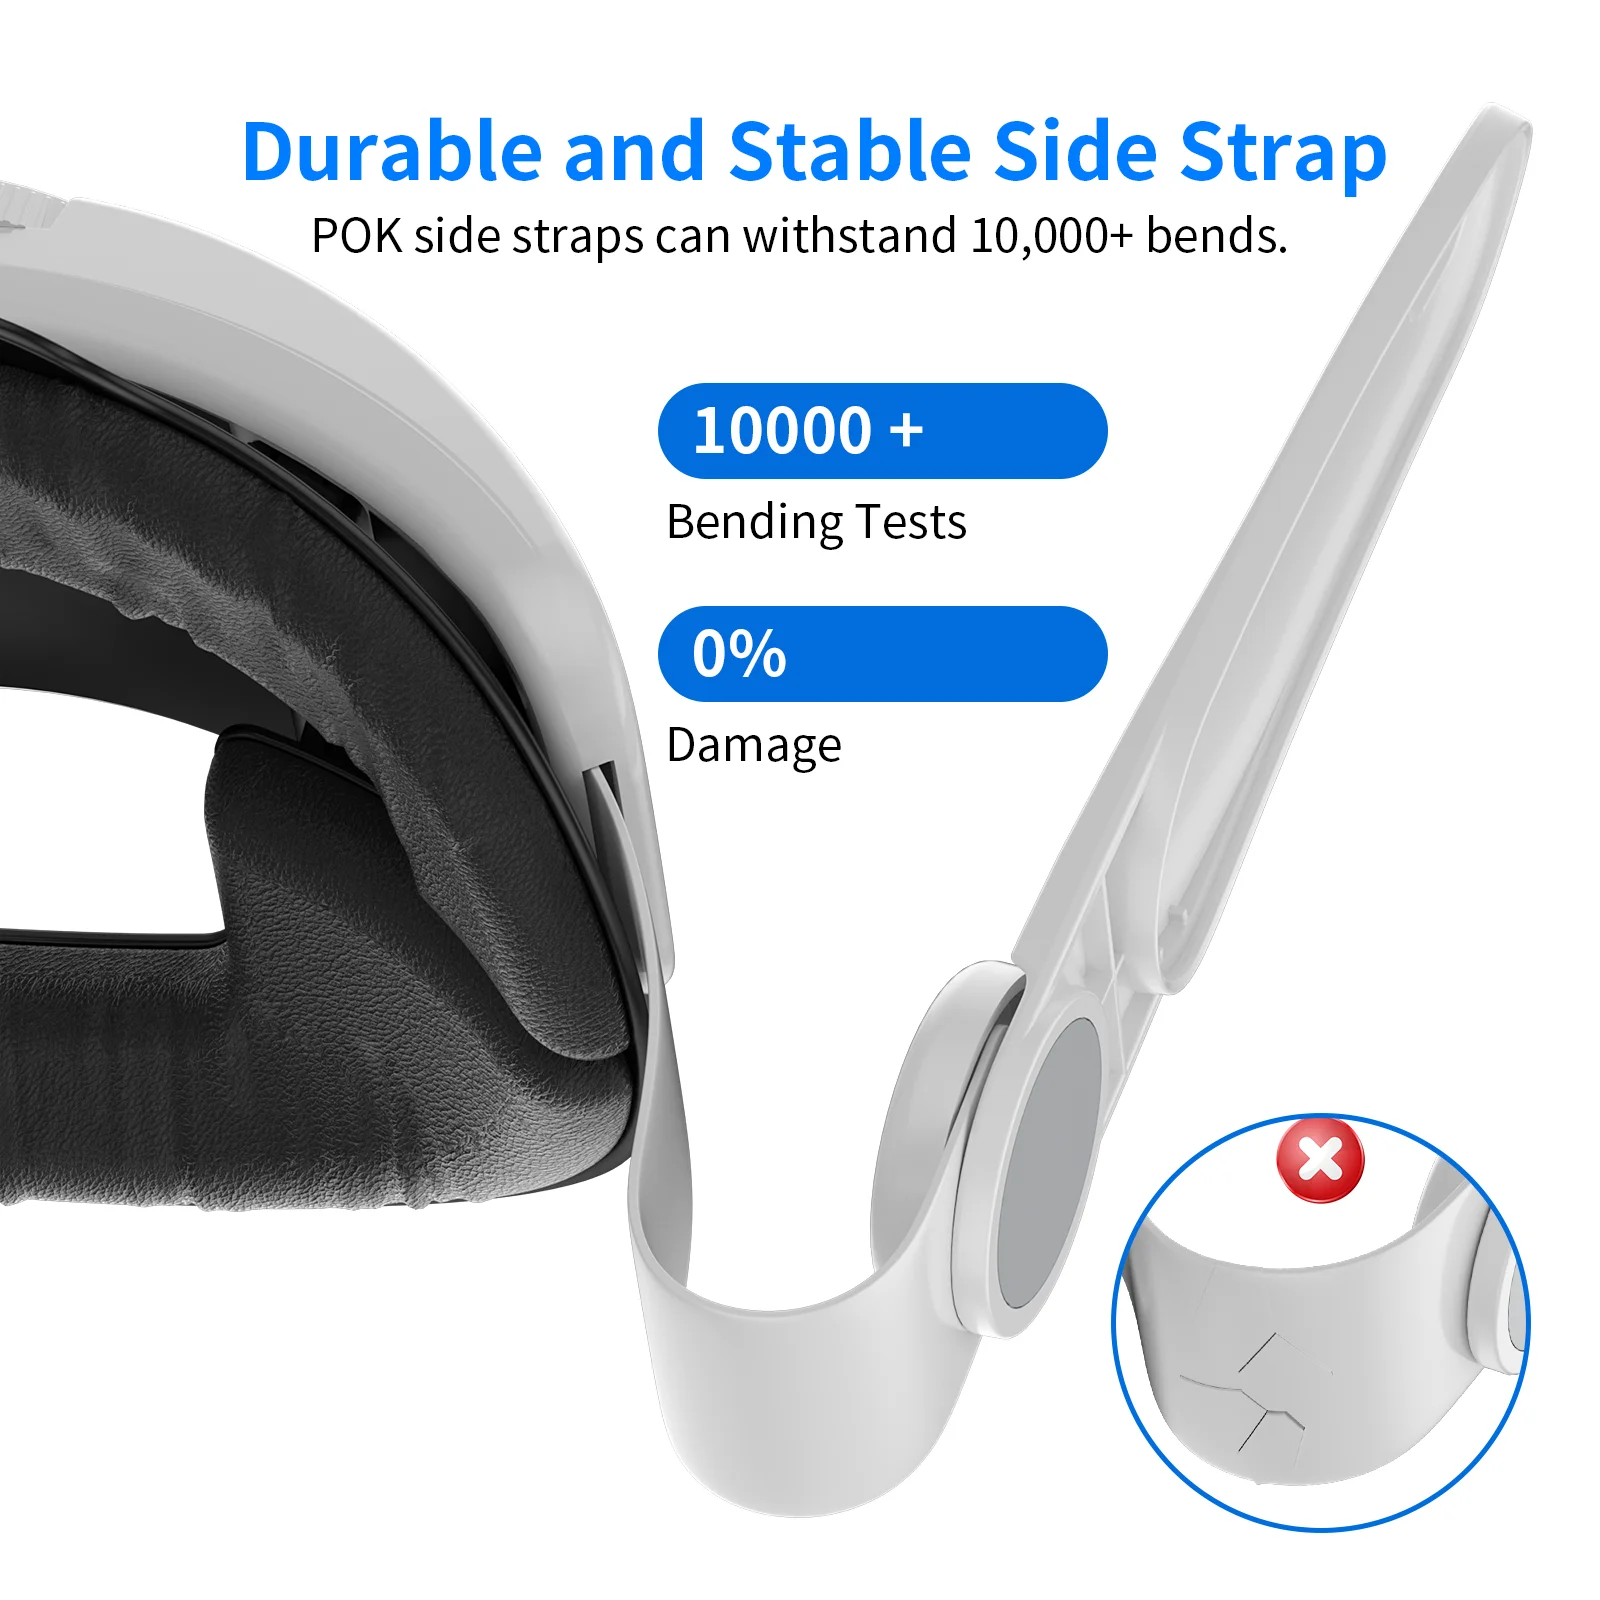 Durable and Stable Side Strap
POK side straps can withstand 10,000+ bends.
10000 +
Bending Tests
0%
Damage